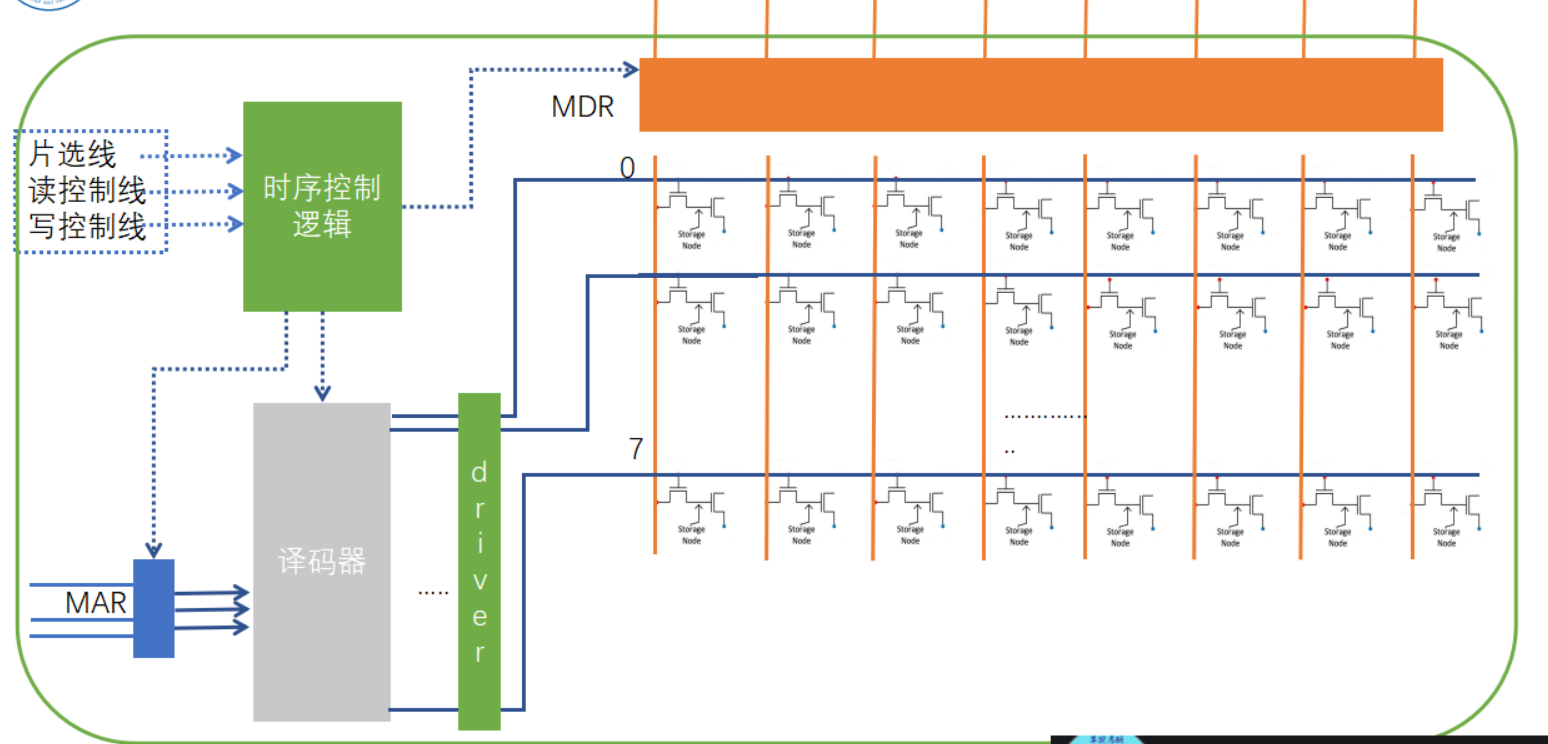 MDR
片选线
读控制线
写控制线
时序控制
逻辑
0
Storage
Node
Storage
Node
Storage
Node
Storage
Node
Storage
Node
Storage
Node
Storage
Node
Storage
Node
Storage
Node
Storage
Node
Storage
Node
Storage
Node
Storage
Node
Storage
Node
Storage
Node
Storage
Node
............
..
7
Storage
Node
Storage
Node
Storage
Node
Storage
Node
Storage
Node
Storage
Node
Storage
Node
Storage
Node
译码器
.....
driver
MAR